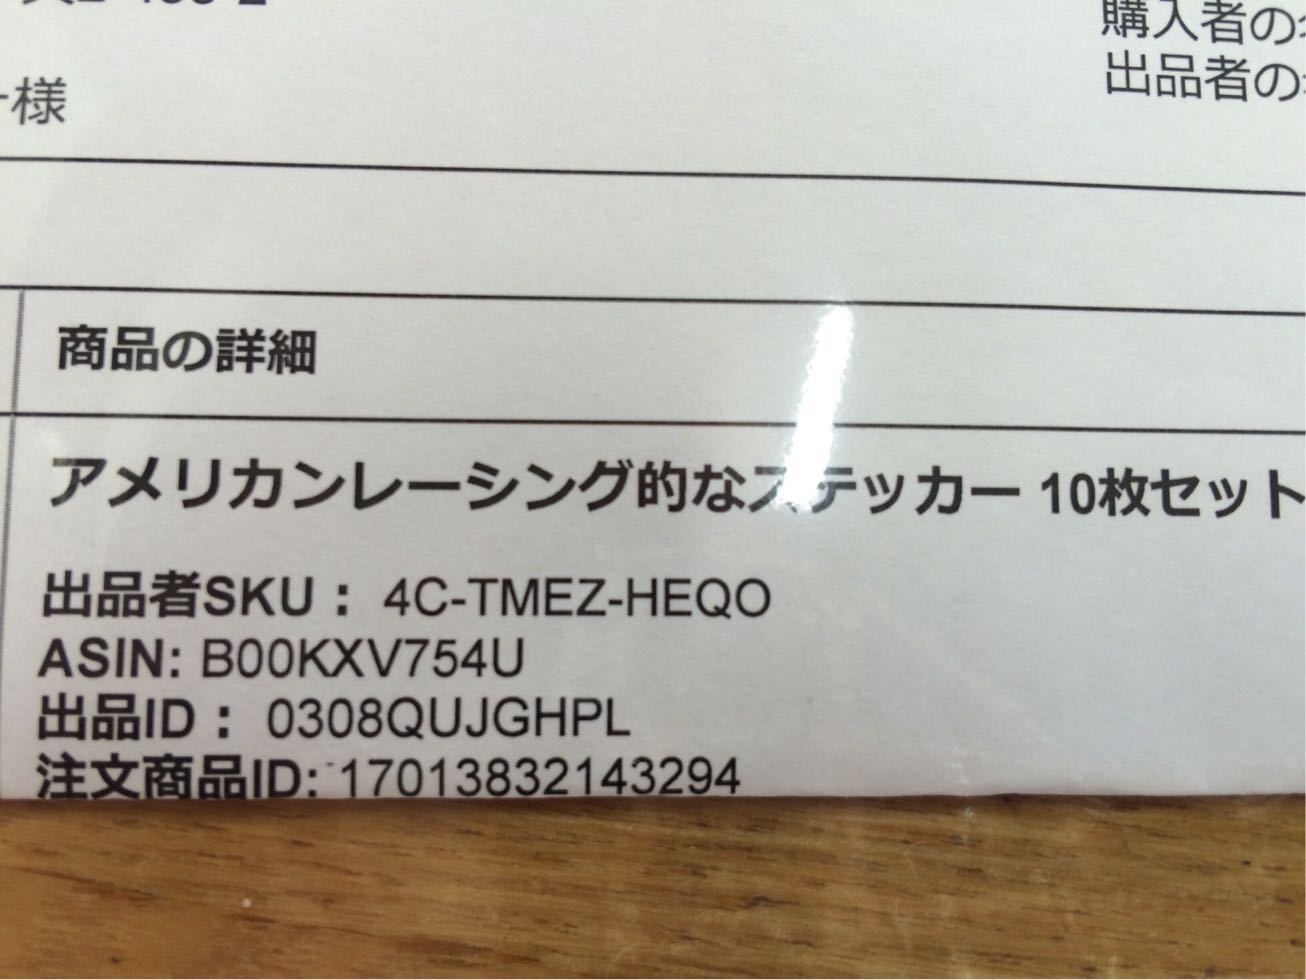 購入者の
出品者の
様
商品の詳細
アメリカンレーシング的なステッカー 10枚セット
出品者SKU： 4C-TMEZ-HEQO
ASIN: B00KXV754U
出品ID： 0308QUJGHPL
注文商品ID: 17013832143294